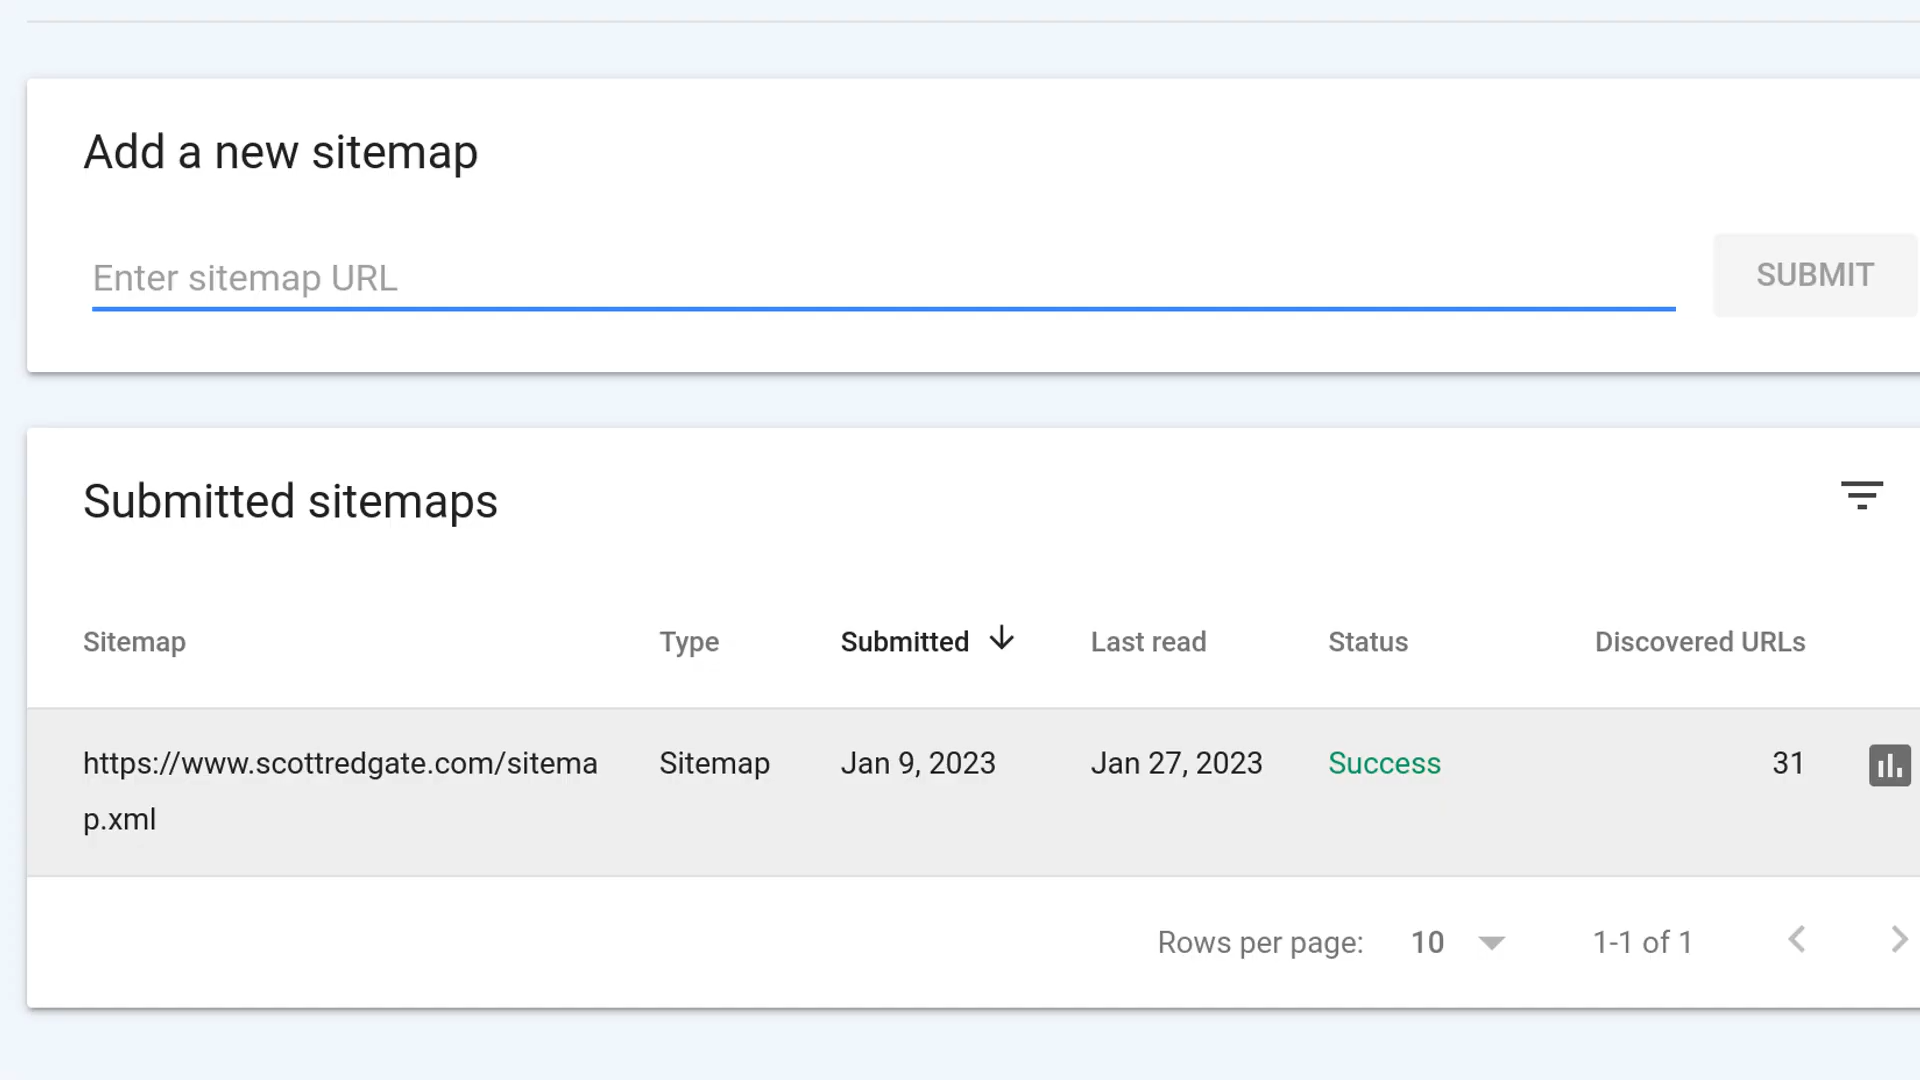 Add a new sitemap
Enter sitemap URL
SUBMIT
Submitted sitemaps
Sitemap Type Submitted Last read Status Discovered URLs
https://www.scottredgate.com/sitema Sitemap Jan 9, 2023 Jan 27, 2023 Success 31
p.xml
Rows per page: 10 1-1 of 1